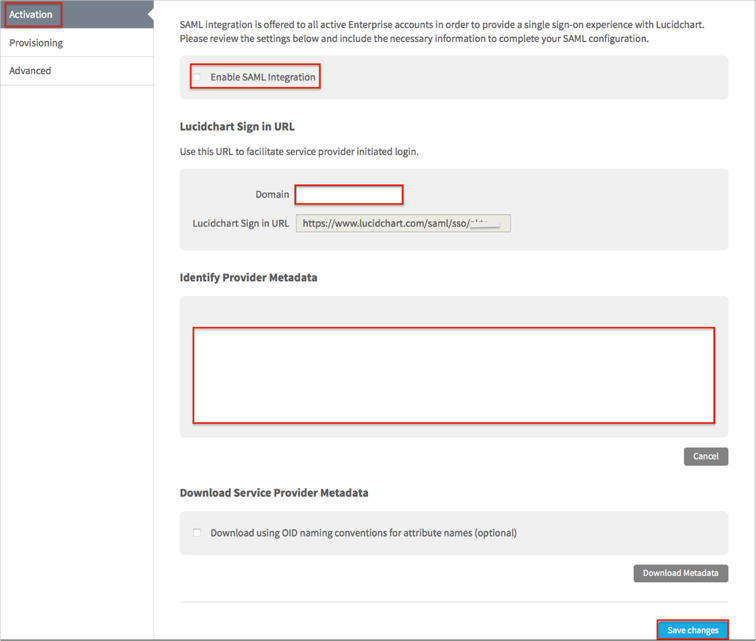 Activation
Provisioning
Advanced
SAML integration is offered to all active Enterprise accounts in order to provide a single sign-on experience with Lucidchart.
Please review the settings below and include the necessary information to complete your SAML configuration.
Enable SAML Integration
Lucidchart Sign in URL
Use this URL to facilitate service provider initiated login.
Domain
Lucidchart Sign in URL https://www.lucidchart.com/saml/sso/
Identify Provider Metadata
Cancel
Download Service Provider Metadata
Download using OID naming conventions for attribute names (optional)
Download Metadata
Save changes